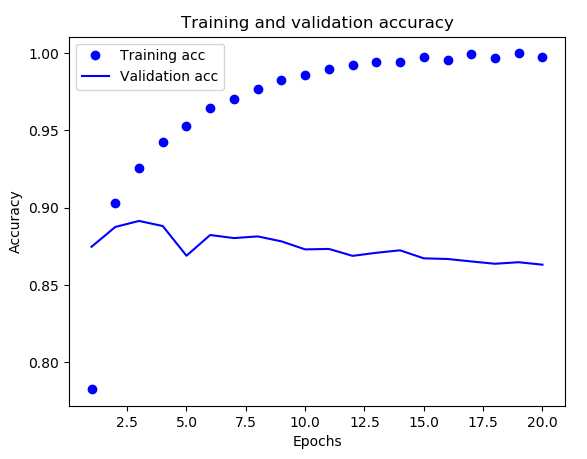 Training and validation accuracy
Training acc
Validation acc
1.00
0.95
0.90
0.85
0.80
Accuracy
2.5 5.0 7.5 10.0 12.5 15.0 17.5 20.0
Epochs